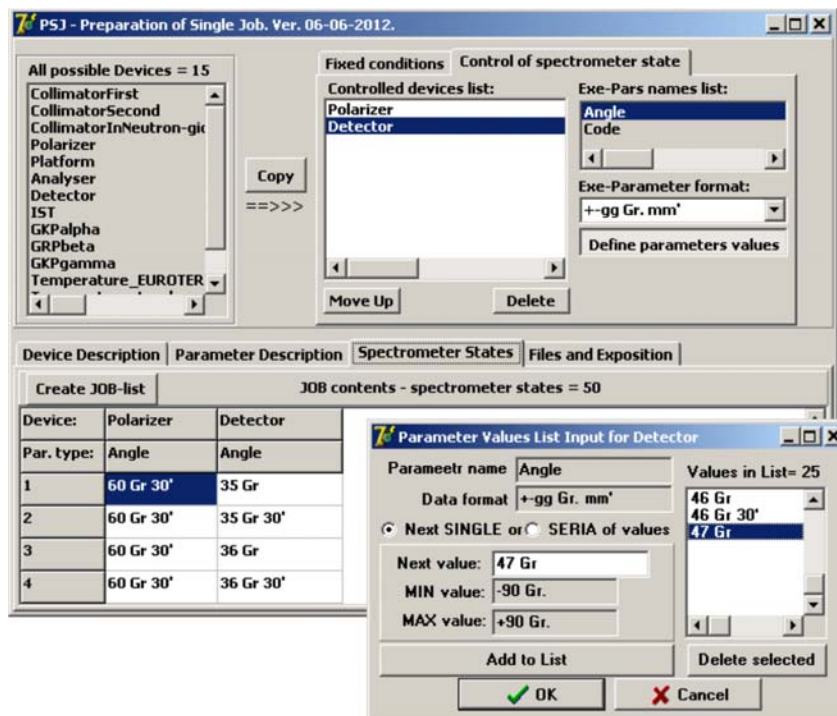 PSJ - Preparation of Single Job. Ver. 06-06-2012.
All possible Devices = 15
CollimatorFirst
CollimatorSecond
CollimatorInNeutron-gic
Polarizer
Platform
Analyser
Detector
IST
GKPalpha
GRPbeta
GKPgamma
Temperature_EUROTER
Copy
==>>>
Fixed conditions
Control of spectrometer state
Controlled devices list:
Polarizer
Detector
Move Up
Delete
Exe-Pars names list:
Angle
Code
Exe-Parameter format:
+-gg Gr. mm'
Define parameters values
Device Description
Parameter Description
Spectrometer States
Files and Exposition
Create JOB-list
JOB contents - spectrometer states = 50
Device: Polarizer Detector
Par. type: Angle Angle
1 60 Gr 30' 35 Gr
2 60 Gr 30' 35 Gr 30'
3 60 Gr 30' 36 Gr
4 60 Gr 30' 36 Gr 30'
Parameter Values List Input for Detector
Parameetr name Angle
Data format +-gg Gr. mm'
Next SINGLE or SERIA of values
Next value: 47 Gr
MIN value: -90 Gr.
MAX value: +90 Gr.
Values in List= 25
46 Gr
46 Gr 30'
47 Gr
Add to List
Delete selected
OK
Cancel